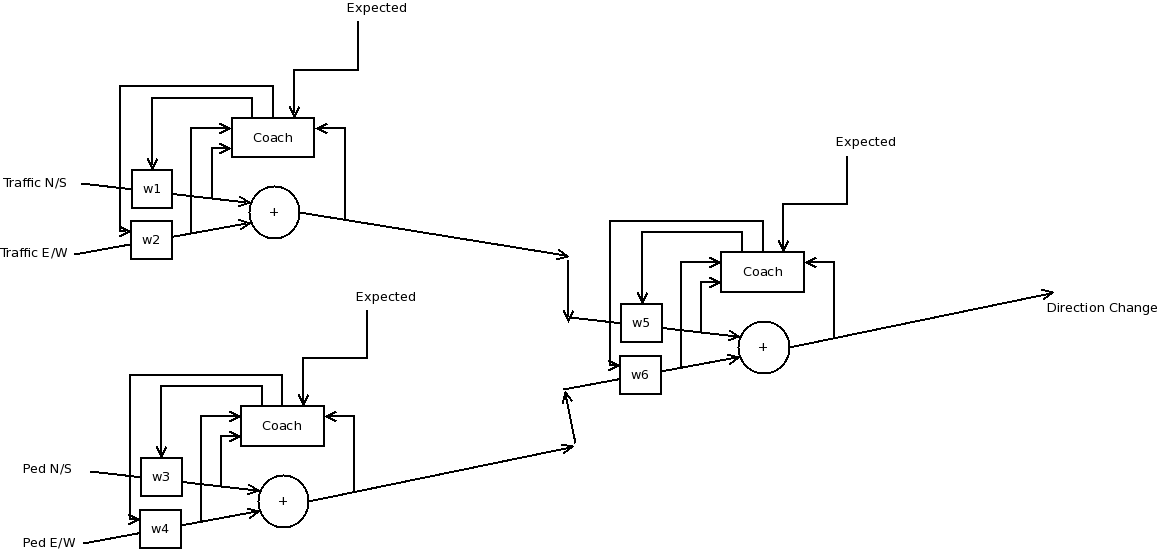 Expected
Coach
Traffic N/S
w1
+
w2
Traffic E/W
Expected
Coach
w5
+
w6
Direction Change
Expected
Coach
Ped N/S
w3
+
w4
Ped E/W